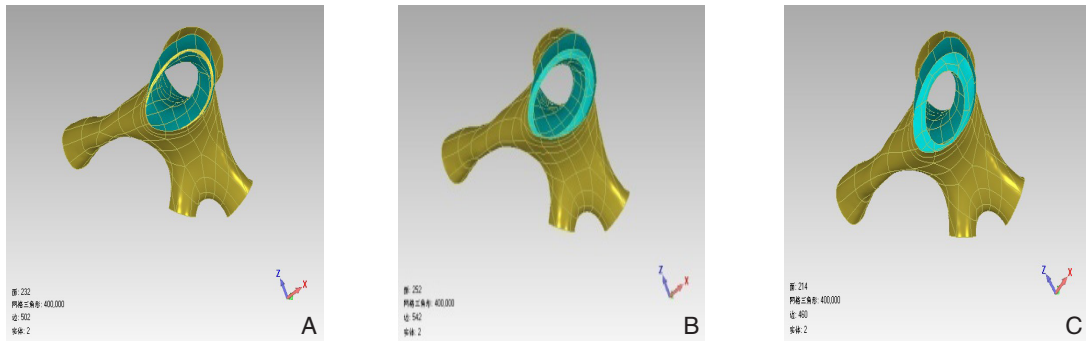 Z
X
面: 232
网格三角形: 400,000
边: 502
实体: 2
A
Z
X
面: 252
网格三角形: 400,000
边: 542
实体: 2
B
Z
X
面: 214
网格三角形: 400,000
边: 460
实体: 2
C